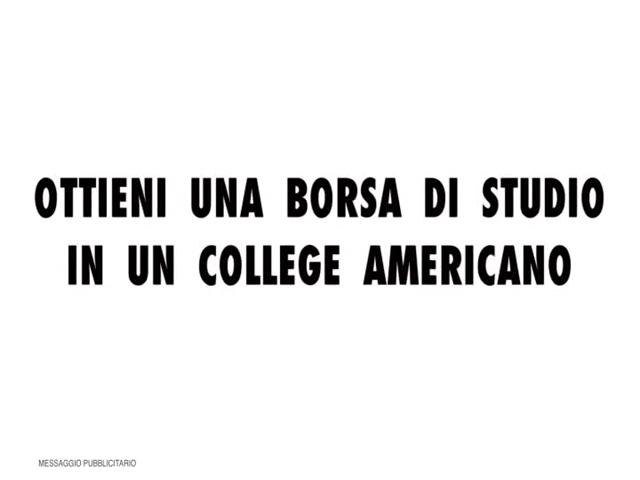 OTTIENI UNA BORSA DI STUDIO
IN UN COLLEGE AMERICANO
MESSAGGIO PUBBLICITARIO